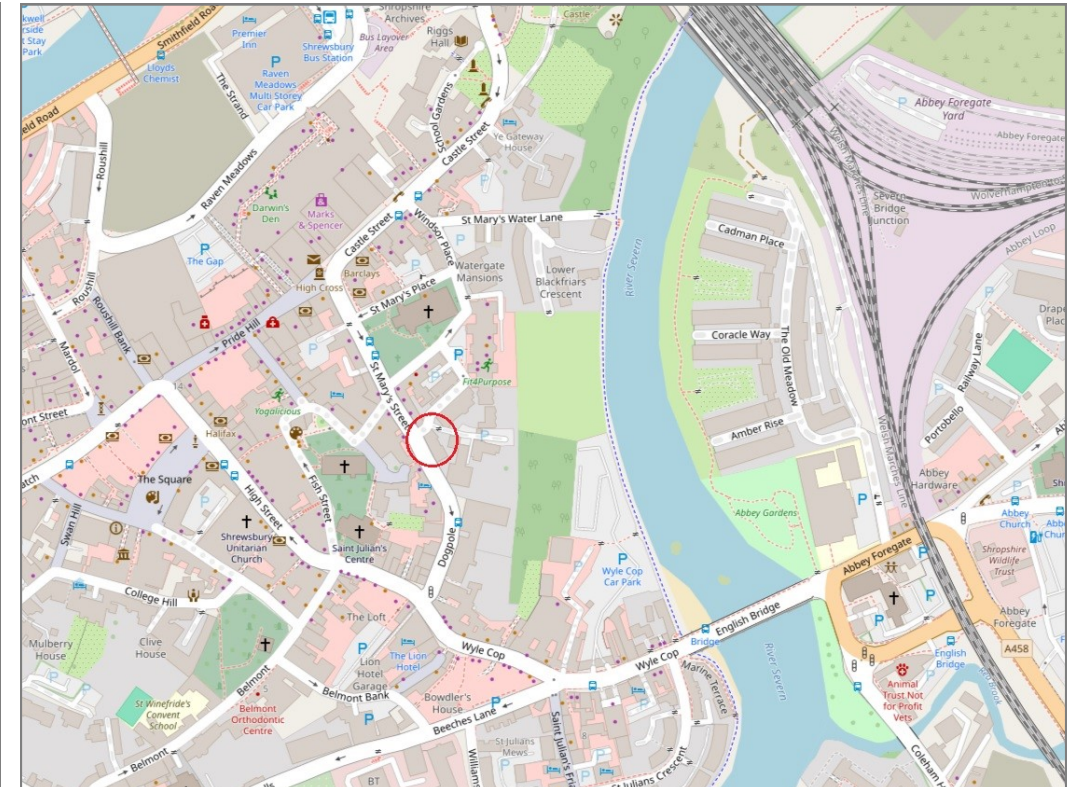 Shropshire
Archives
Castle
Smithfield Road
Premier
Inn
Bus Layover
Area
Riggs
Hall
Shrewsbury
Bus Station
Lloyds
Chemist
The Strand
Raven
Meadows
Multi Storey
Car Park
School Gardens
Castle Street
Ye Gateway
House
Abbey Foregate
Yard
Abbey Foregate
Welsh Marches Line
Severn
Bridge
Junction
Abbey Loop
Roushill
Raven Meadows
Darwin's
Den
Marks
& Spencer
Windsor Place
St Mary's Water Lane
River Severn
Cadman Place
The Gap
Castle Street
Barclays
High Cross
Watergate
Mansions
Lower
Blackfriars
Crescent
Roushill
Roushill Bank
Pride Hill
St Mary's Place
Coracle Way
The Old Meadow
Railway Lane
Mardol
St Mary's Street
Fit4Purpose
Yogalicious
Halifax
Amber Rise
Portobello
Welsh Marches Line
Abbey
Hardware
The Square
High Street
Fish Street
Abbey Gardens
Swan Hill
Shrewsbury
Unitarian
Church
Saint Julian's
Centre
Dogpole
Wyle Cop
Car Park
Abbey
Church
Abbey Foregate
Shropshire
Wildlife
Trust
College Hill
Mulberry
House
Clive
House
The Loft
The Lion
Hotel
Lion
Hotel
Garage
Wyle Cop
Wyle Cop
English Bridge
Bridge
Abbey
Foregate
A458
English
Bridge
St Winefride's
Convent
School
Belmont
Belmont
Orthodontic
Centre
Belmont Bank
Bowdler's
House
Beeches Lane
Marine Terrace
River Severn
Animal
Trust Not
for Profit
Vets
Belmont
St Julians
Mews
BT
St Julians Crescent